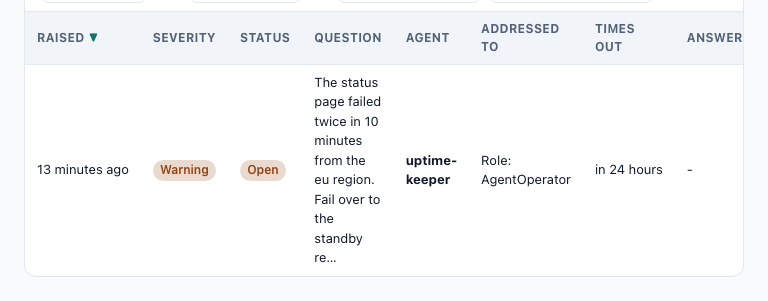 RAISED ▼ SEVERITY STATUS QUESTION AGENT ADDRESSED TO TIMES OUT ANSWER
13 minutes ago
Warning
Open
The status
page failed
twice in 10
minutes
from the
eu region.
Fail over to
the
standby
re...
uptime-
keeper
Role:
AgentOperator
in 24 hours
-